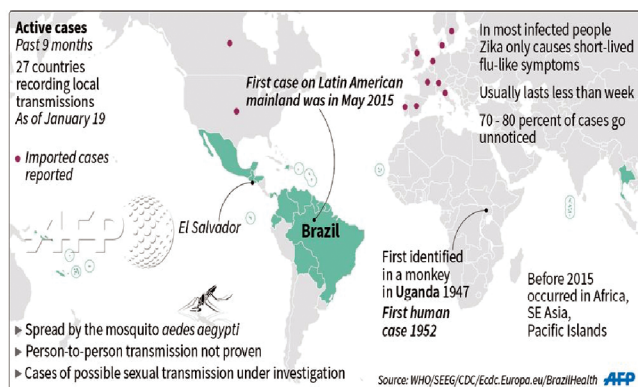 Active cases
Past 9 months
27 countries
recording local
transmissions
As of January 19
Imported cases
reported
First case on Latin American
mainland was in May 2015
In most infected people
Zika only causes short-lived
flu-like symptoms
Usually lasts less than week
70 - 80 percent of cases go
unnoticed
El Salvador
Brazil
AFP
First identified
in a monkey
in Uganda 1947
First human
case 1952
Before 2015
occurred in Africa,
SE Asia,
Pacific Islands
Spread by the mosquito aedes aegypti
Person-to-person transmission not proven
Cases of possible sexual transmission under investigation
Source: WHO/SEEG/CDC/Ecdc.Europa.eu/BrazilHealth
AFP